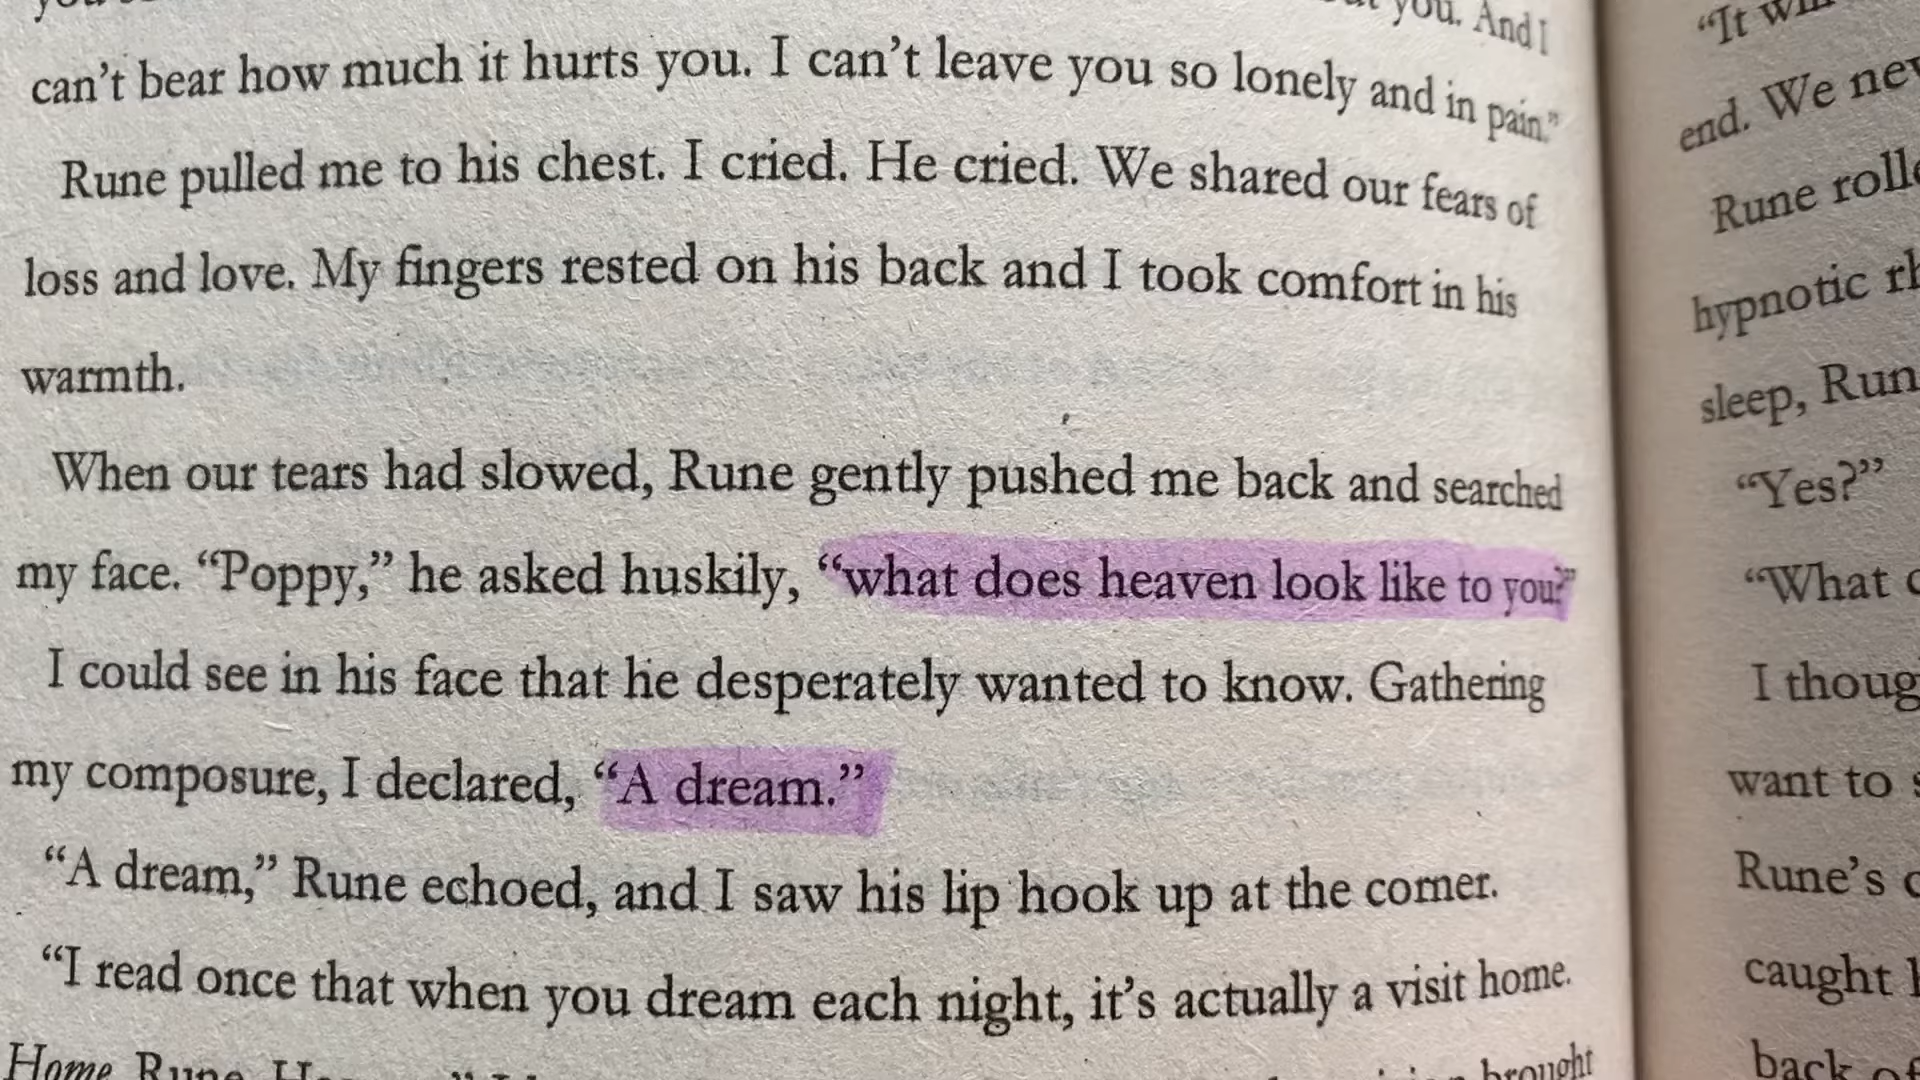 you. And I
can't bear how much it hurts you. I can't leave you so lonely and in pain."
Rune pulled me to his chest. I cried. He cried. We shared our fears of
loss and love. My fingers rested on his back and I took comfort in his
warmth.
When our tears had slowed, Rune gently pushed me back and searched
my face. “Poppy,” he asked huskily, “what does heaven look like to you?”
I could see in his face that he desperately wanted to know. Gathering
my composure, I declared, “A dream.”
“A dream,” Rune echoed, and I saw his lip hook up at the corner.
“I read once that when you dream each night, it's actually a visit home.
Home Rune
brought
“It
end. We
Rune
hypnotic
sleep,
“Yes?”
“What
I
want to
Rune's
caught
back